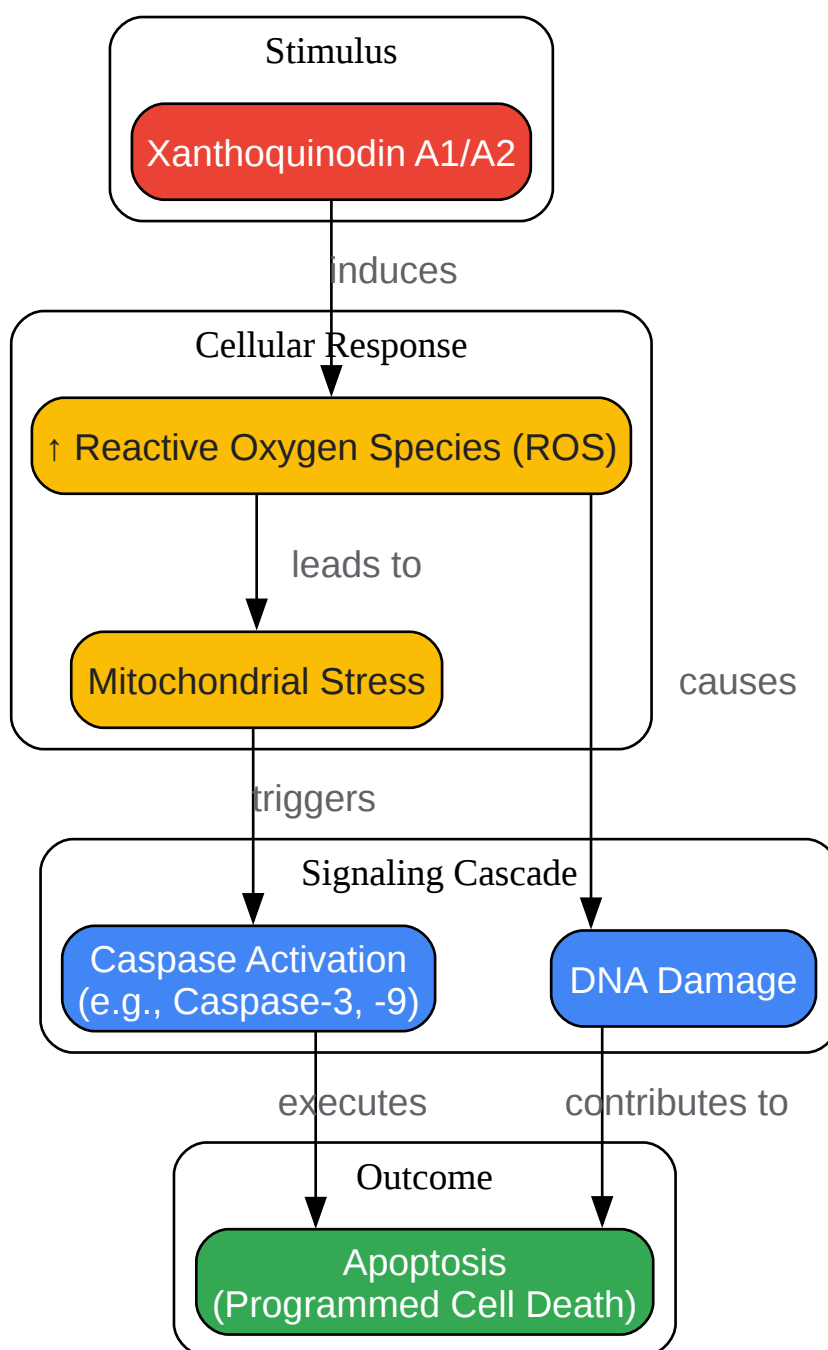 Stimulus
Xanthoquinodin A1/A2
induces
Cellular Response
↑ Reactive Oxygen Species (ROS)
leads to
Mitochondrial Stress
causes
triggers
Signaling Cascade
Caspase Activation
(e.g., Caspase-3, -9)
DNA Damage
executes
contributes to
Outcome
Apoptosis
(Programmed Cell Death)